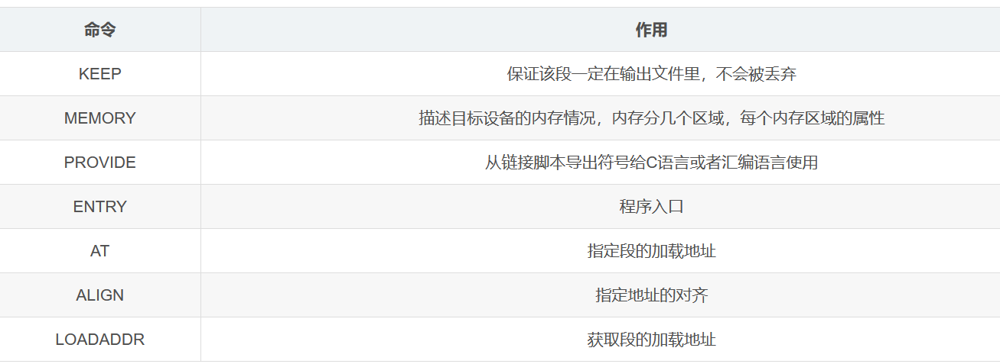 命令 作用
KEEP 保证该段一定在输出文件里，不会被丢弃
MEMORY 描述目标设备的内存情况，内存分几个区域，每个内存区域的属性
PROVIDE 从链接脚本导出符号给C语言或者汇编语言使用
ENTRY 程序入口
AT 指定段的加载地址
ALIGN 指定地址的对齐
LOADADDR 获取段的加载地址